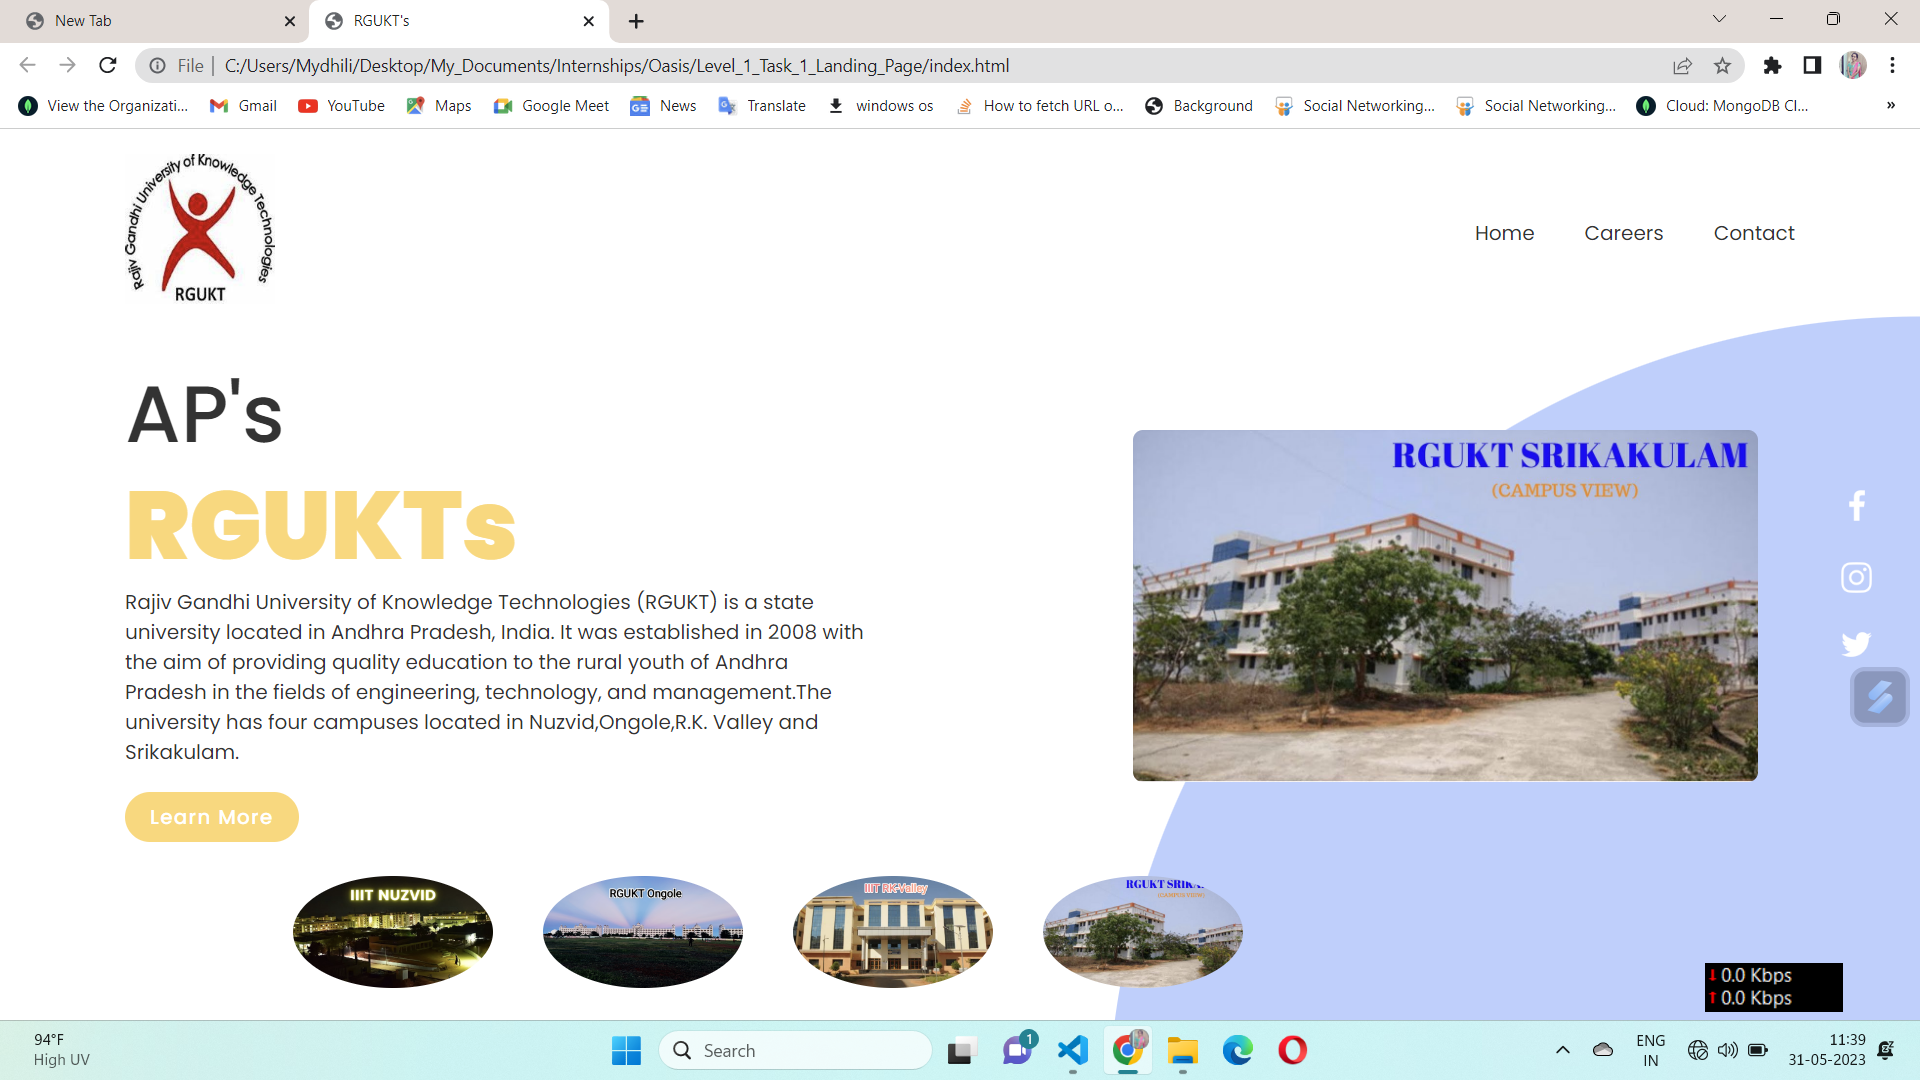 New Tab
RGUKT's
File
C:/Users/Mydhili/Desktop/My_Documents/Internships/Oasis/Level_1_Task_1_Landing_Page/index.html
View the Organizati...
Gmail
YouTube
Maps
Google Meet
News
Translate
windows os
How to fetch URL o...
Background
Social Networking...
Social Networking...
Cloud: MongoDB Cl...
»
Rajiv Gandhi University of Knowledge Technologies
RGUKT
Home
Careers
Contact
AP's
RGUKTs
Rajiv Gandhi University of Knowledge Technologies (RGUKT) is a state
university located in Andhra Pradesh, India. It was established in 2008 with
the aim of providing quality education to the rural youth of Andhra
Pradesh in the fields of engineering, technology, and management.The
university has four campuses located in Nuzvid,Ongole,R.K. Valley and
Srikakulam.
Learn More
RGUKT SRIKAKULAM
(CAMPUS VIEW)
IIIT NUZVID
RGUKT Ongole
IIIT RK-Valley
RGUKT SRIKA
0.0 Kbps
0.0 Kbps
94°F
High UV
Search
1
ENG
IN
11:39
31-05-2023